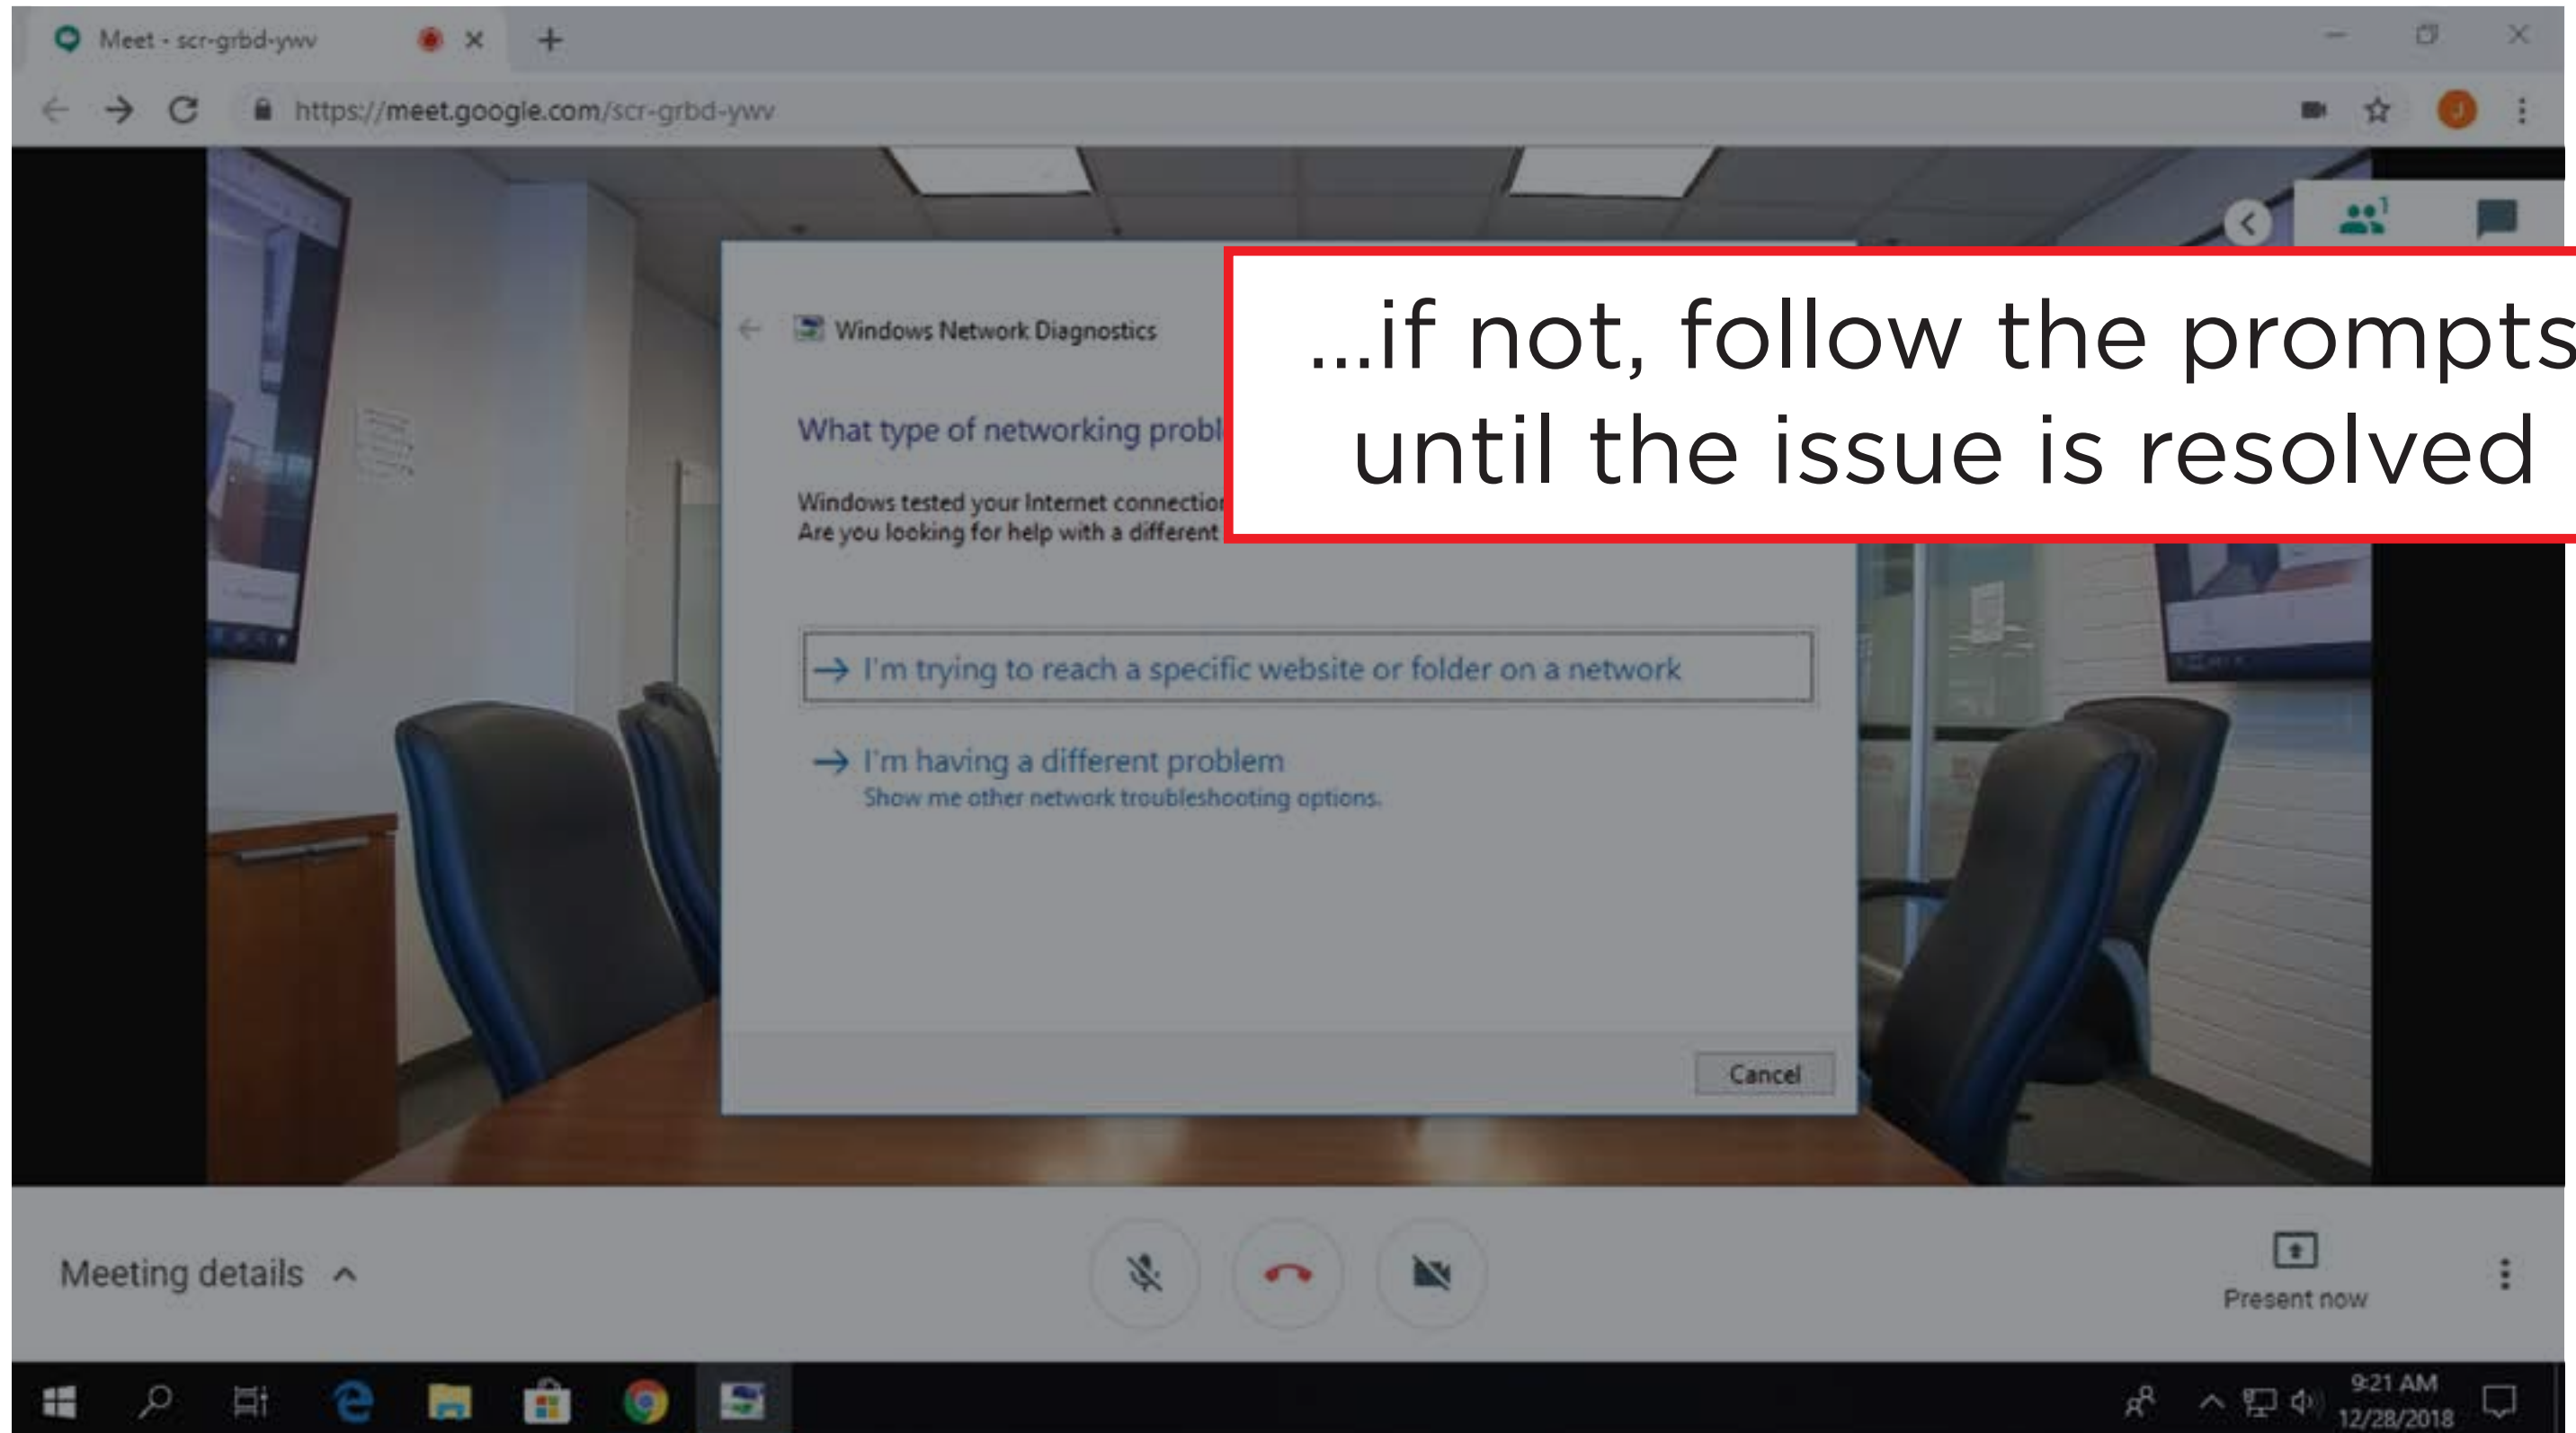 Meet - scr-grbd-ywv
https://meet.google.com/scr-grbd-ywv
J
1
...if not, follow the prompts
until the issue is resolved
Windows Network Diagnostics
What type of networking probl
Windows tested your Internet connection
Are you looking for help with a different
I'm trying to reach a specific website or folder on a network
I'm having a different problem
Show me other network troubleshooting options.
Cancel
Meeting details
Present now
9:21 AM
12/28/2018